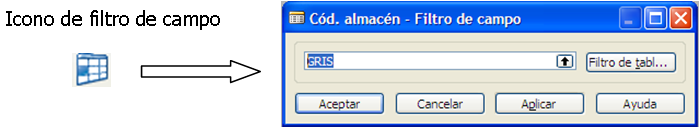 Icono de filtro de campo
Cód. almacén - Filtro de campo
GRIS
Filtro de tabl...
Aceptar
Cancelar
Aplicar
Ayuda